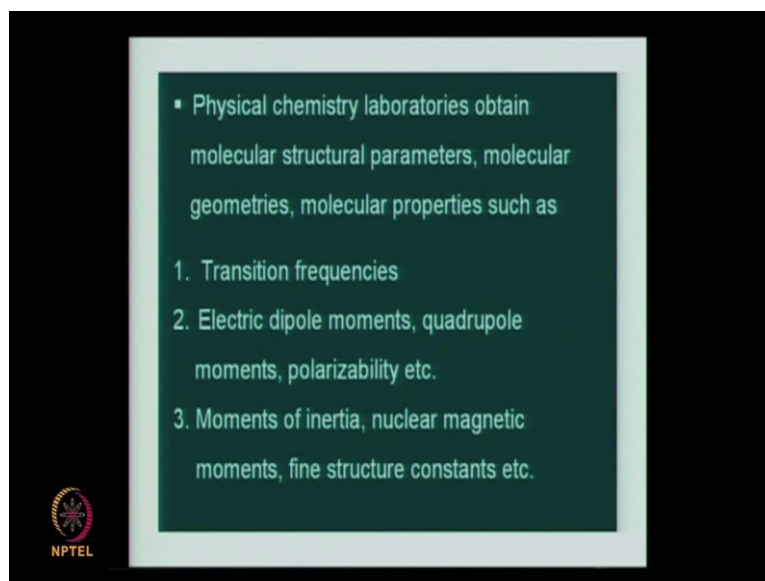 ▪ Physical chemistry laboratories obtain
molecular structural parameters, molecular
geometries, molecular properties such as
1. Transition frequencies
2. Electric dipole moments, quadrupole
moments, polarizability etc.
3. Moments of inertia, nuclear magnetic
moments, fine structure constants etc.
NPTEL